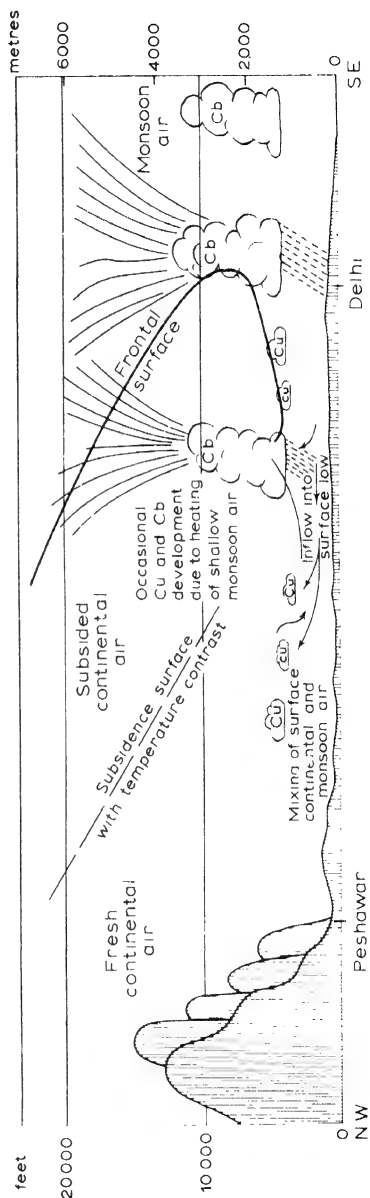 feet
20000
10000
0
metres
6000
4000
2,000
0
NW
Peshawar
Delhi
SE
Fresh
continental
air
Subsidence surface
with temperature contrast
Subsided
continental
air
Occasional
Cu and Cb
development
due to heating
of shallow
monsoon air
Frontal
surface
Monsoon
air
Cb
Cb
Cb
Cu
Cu
Cu
Cu
Cu
Mixing of surface
continental and
monsoon air
Inflow into
surface low